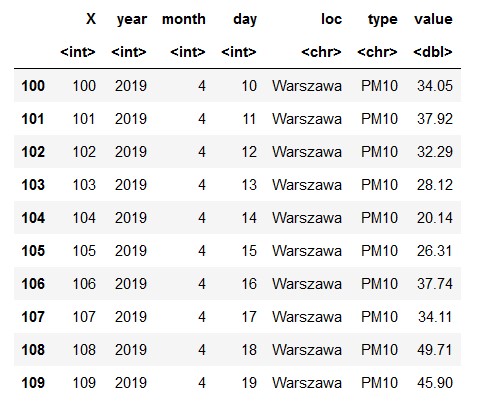 X year month day loc type value
<int> <int> <int> <int> <chr> <chr> <dbl>
100 100 2019 4 10 Warszawa PM10 34.05
101 101 2019 4 11 Warszawa PM10 37.92
102 102 2019 4 12 Warszawa PM10 32.29
103 103 2019 4 13 Warszawa PM10 28.12
104 104 2019 4 14 Warszawa PM10 20.14
105 105 2019 4 15 Warszawa PM10 26.31
106 106 2019 4 16 Warszawa PM10 37.74
107 107 2019 4 17 Warszawa PM10 34.11
108 108 2019 4 18 Warszawa PM10 49.71
109 109 2019 4 19 Warszawa PM10 45.90